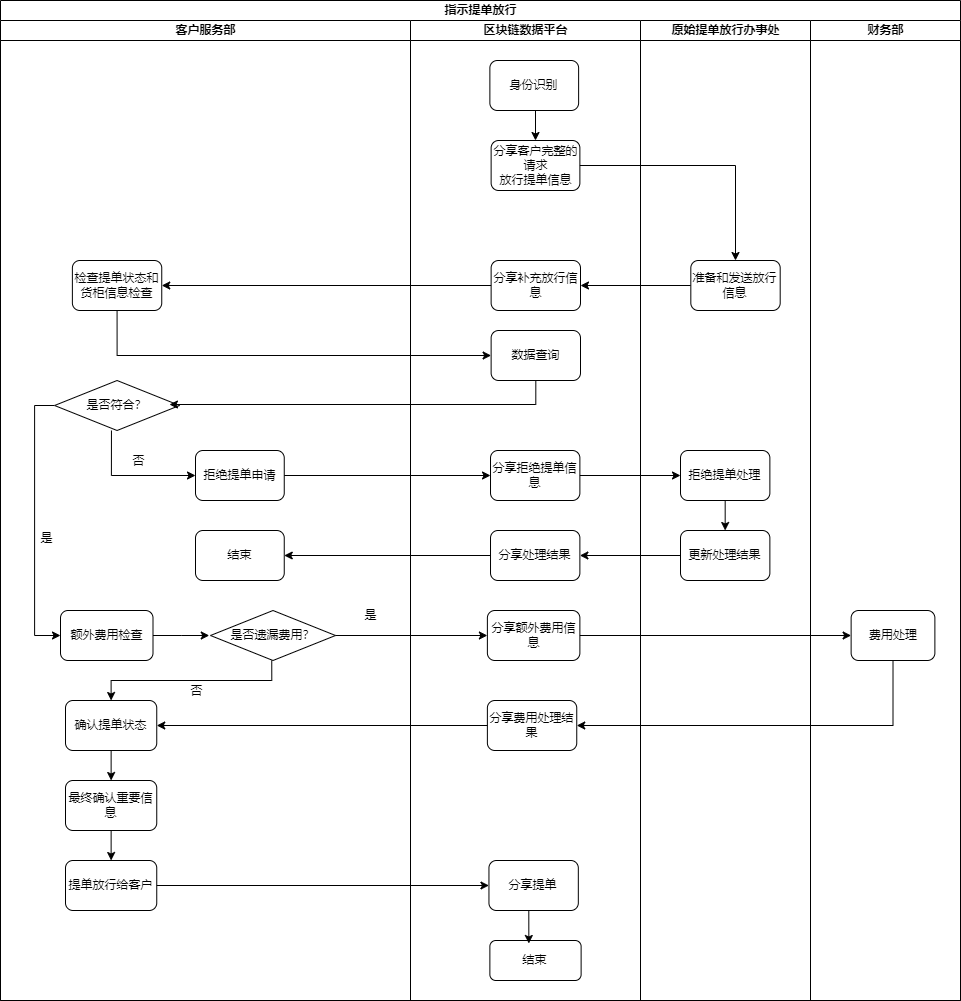 指示提单放行
客户服务部
区块链数据平台
原始提单放行办事处
财务部
身份识别
分享客户完整的
请求
放行提单信息
检查提单状态和
货柜信息检查
分享补充放行信
息
准备和发送放行
信息
数据查询
是否符合?
否
拒绝提单申请
分享拒绝提单信
息
拒绝提单处理
是
结束
分享处理结果
更新处理结果
额外费用检查
是否遗漏费用?
是
分享额外费用信
息
费用处理
否
确认提单状态
分享费用处理结
果
最终确认重要信
息
提单放行给客户
分享提单
结束